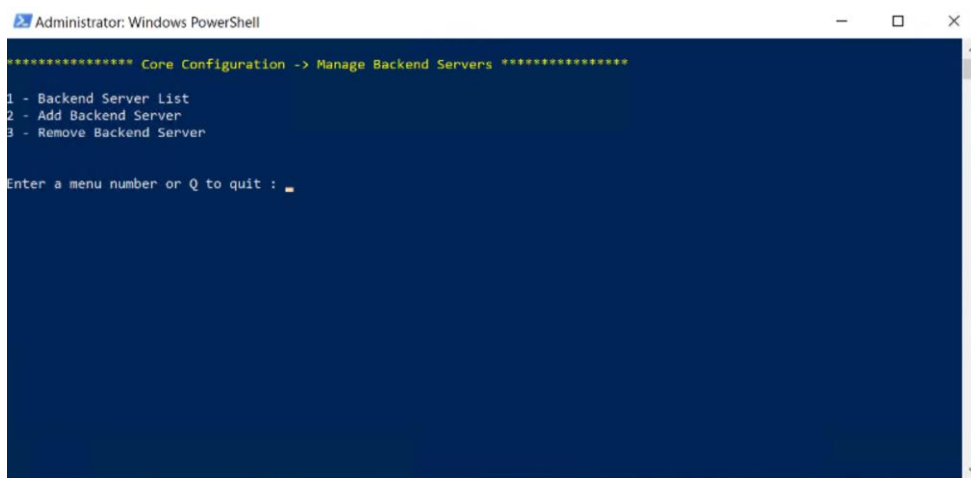 Administrator: Windows PowerShell
**************** Core Configuration -> Manage Backend Servers ****************
1 - Backend Server List
2 - Add Backend Server
3 - Remove Backend Server
Enter a menu number or Q to quit :